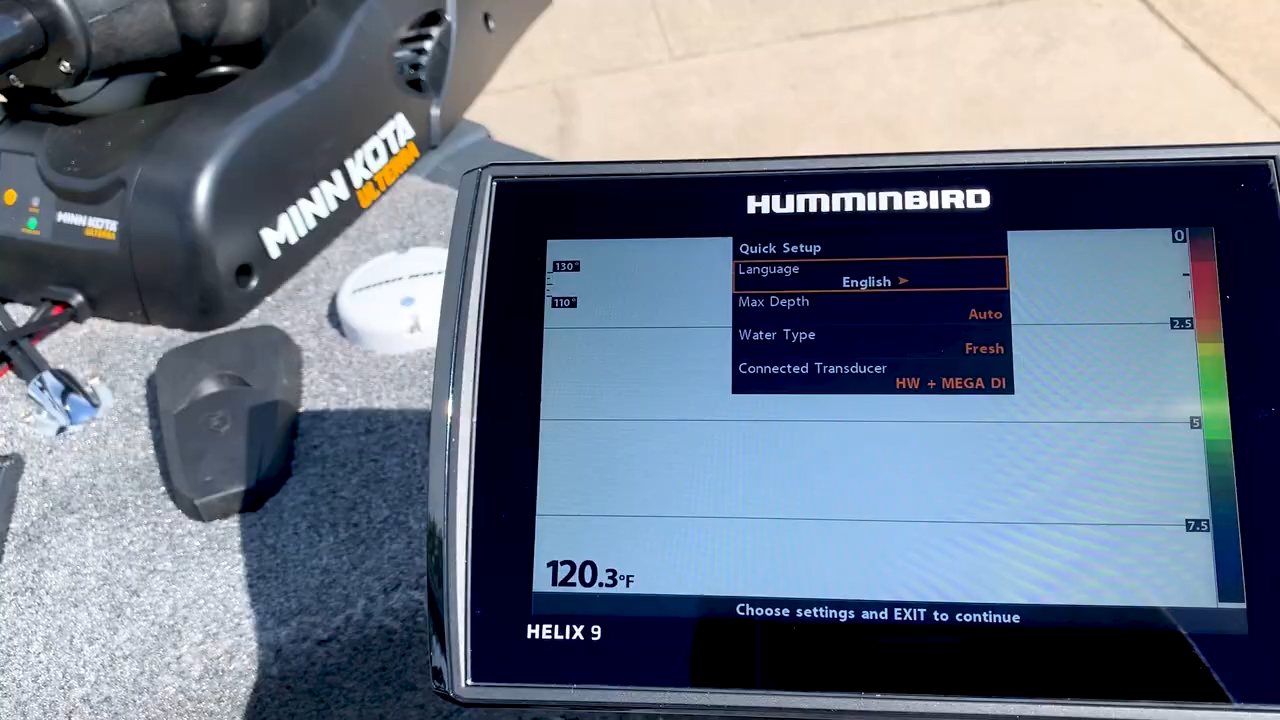 MINN KOTA
ULTERRA
MINN KOTA
ULTERRA
HUMMINBIRD
Quick Setup
Language
English
Max Depth
Auto
Water Type
Fresh
Connected Transducer
HW + MEGA DI
130°
110°
0
2.5
5
7.5
120.3°F
Choose settings and EXIT to continue
HELIX 9